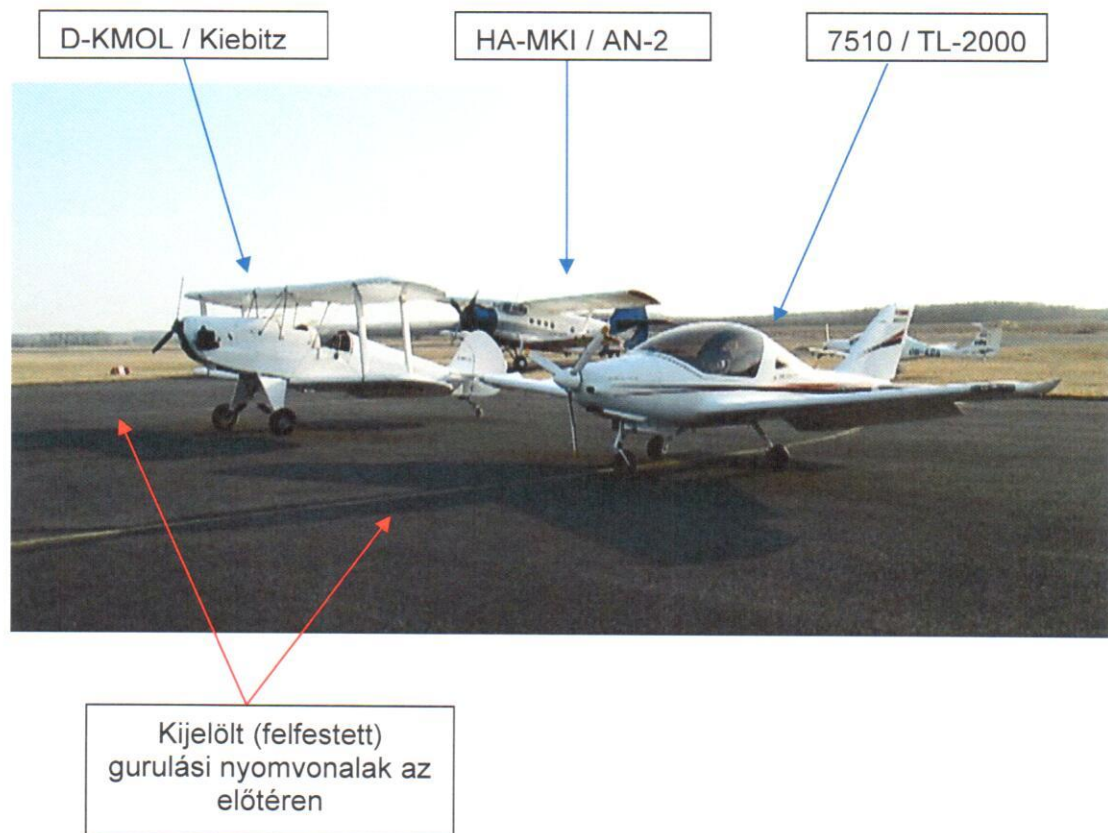 D-KMOL / Kiebitz
HA-MKI / AN-2
7510 / TL-2000
Kijelölt (felfestett)
gurulási nyomvonalak az
előtéren